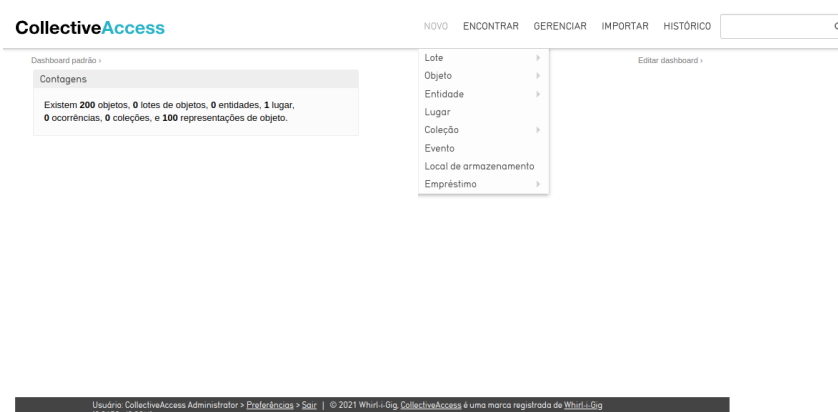 CollectiveAccess
NOVO ENCONTRAR GERENCIAR IMPORTAR HISTÓRICO
Dashboard padrão ›
Editar dashboard ›
Contagens
Existem 200 objetos, 0 lotes de objetos, 0 entidades, 1 lugar,
0 ocorrências, 0 coleções, e 100 representações de objeto.
Lote
Objeto
Entidade
Lugar
Coleção
Evento
Local de armazenamento
Empréstimo
Usuário: CollectiveAccess Administrator > Preferências > Sair | © 2021 Whirl-i-Gig, CollectiveAccess é uma marca registrada de Whirl-i-Gig